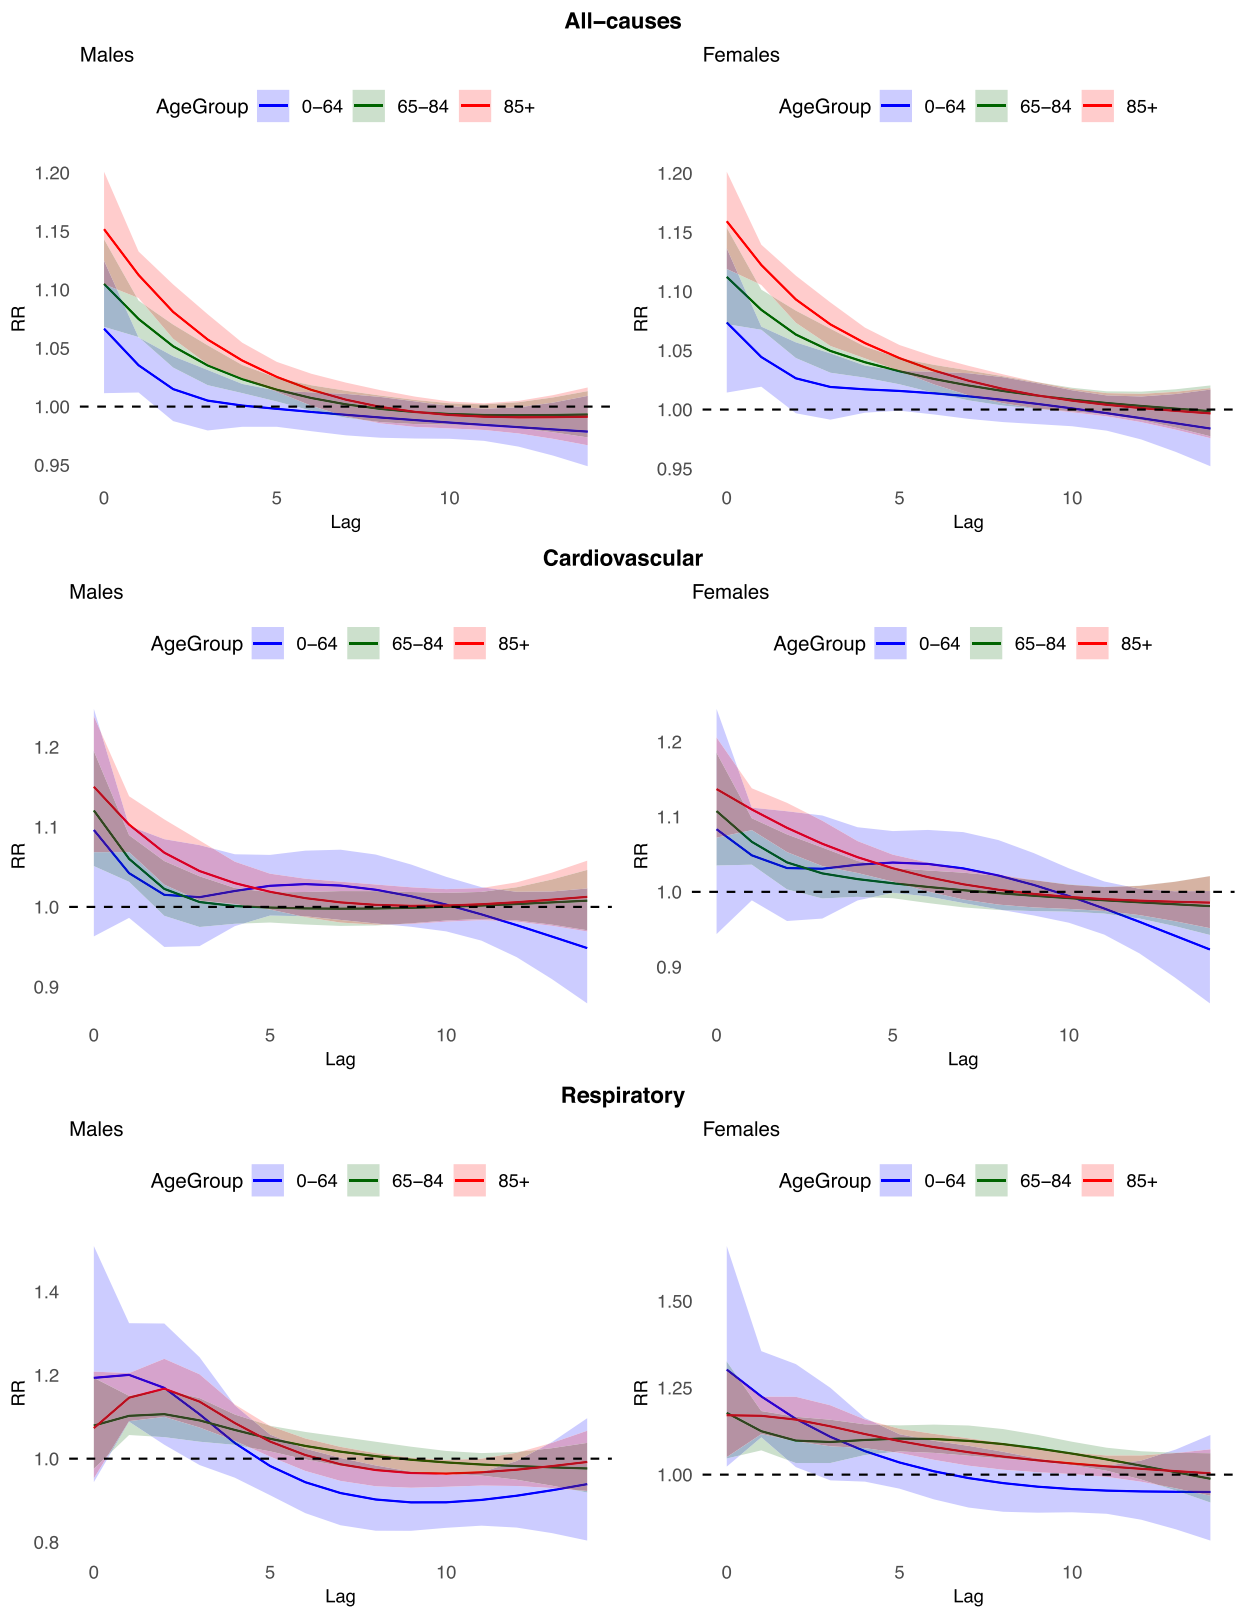 All−causes
Males
Females
AgeGroup 0−64 65−84 85+
AgeGroup 0−64 65−84 85+
1.20
1.15
1.10
1.05
1.00
0.95
RR
0 5 10
Lag
1.20
1.15
1.10
1.05
1.00
0.95
RR
0 5 10
Lag
Cardiovascular
Males
Females
AgeGroup 0−64 65−84 85+
AgeGroup 0−64 65−84 85+
1.2
1.1
1.0
0.9
RR
0 5 10
Lag
1.2
1.1
1.0
0.9
RR
0 5 10
Lag
Respiratory
Males
Females
AgeGroup 0−64 65−84 85+
AgeGroup 0−64 65−84 85+
1.4
1.2
1.0
0.8
RR
0 5 10
Lag
1.50
1.25
1.00
RR
0 5 10
Lag